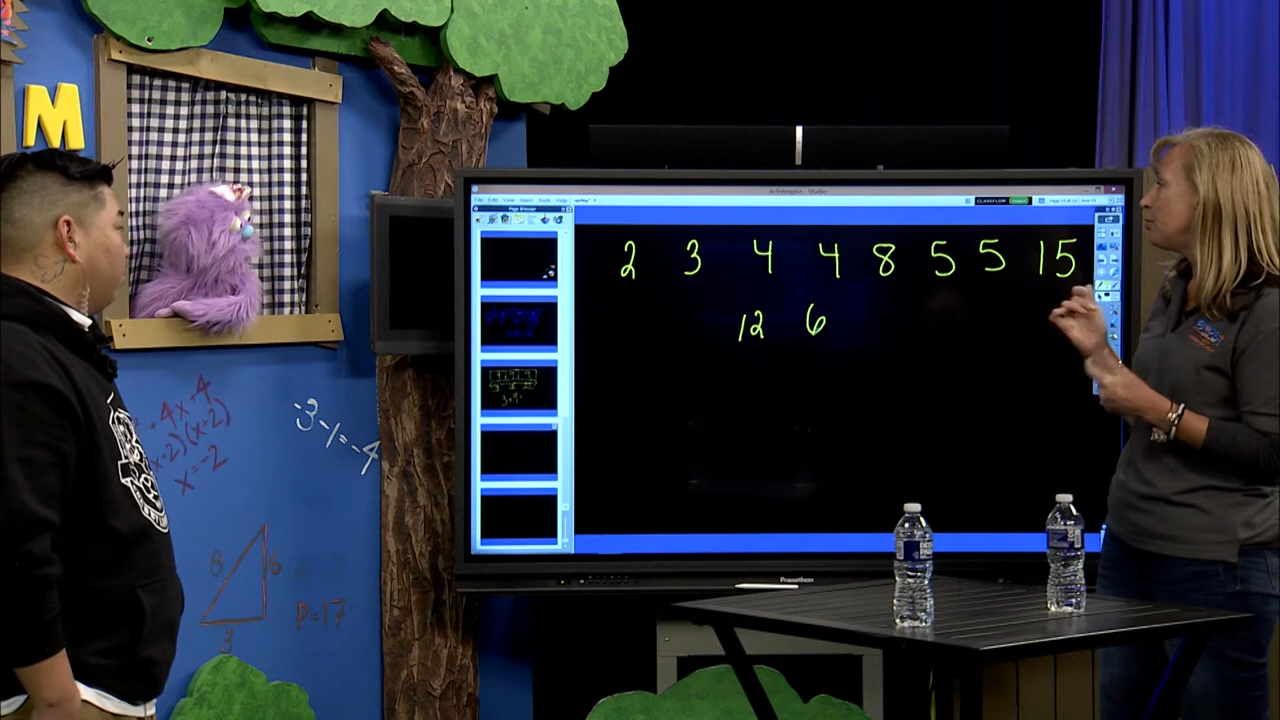 M
2 3 4 4 8 5 5 15
12 6
-3-1=-4
4x+4
(x+2)
x=-2
8 6
3
P=17
Promethean